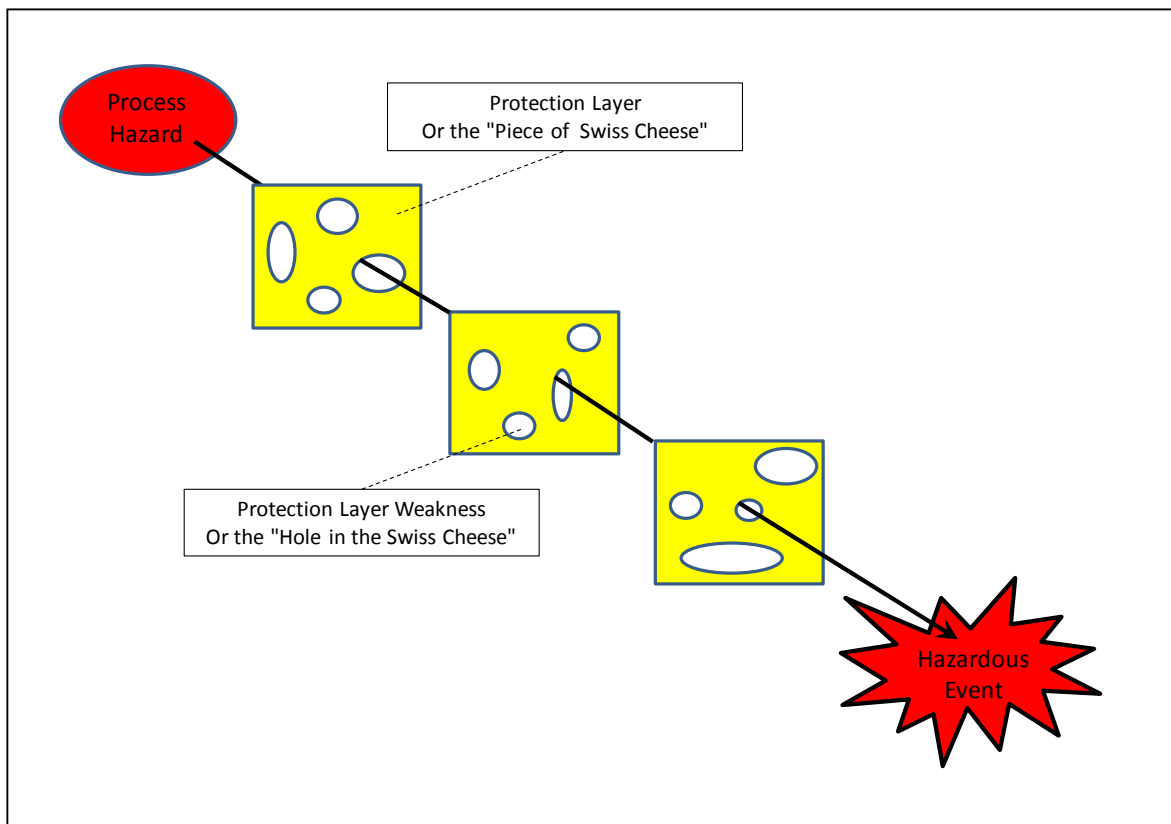 Process
Hazard
Protection Layer
Or the "Piece of Swiss Cheese"
Protection Layer Weakness
Or the "Hole in the Swiss Cheese"
Hazardous
Event